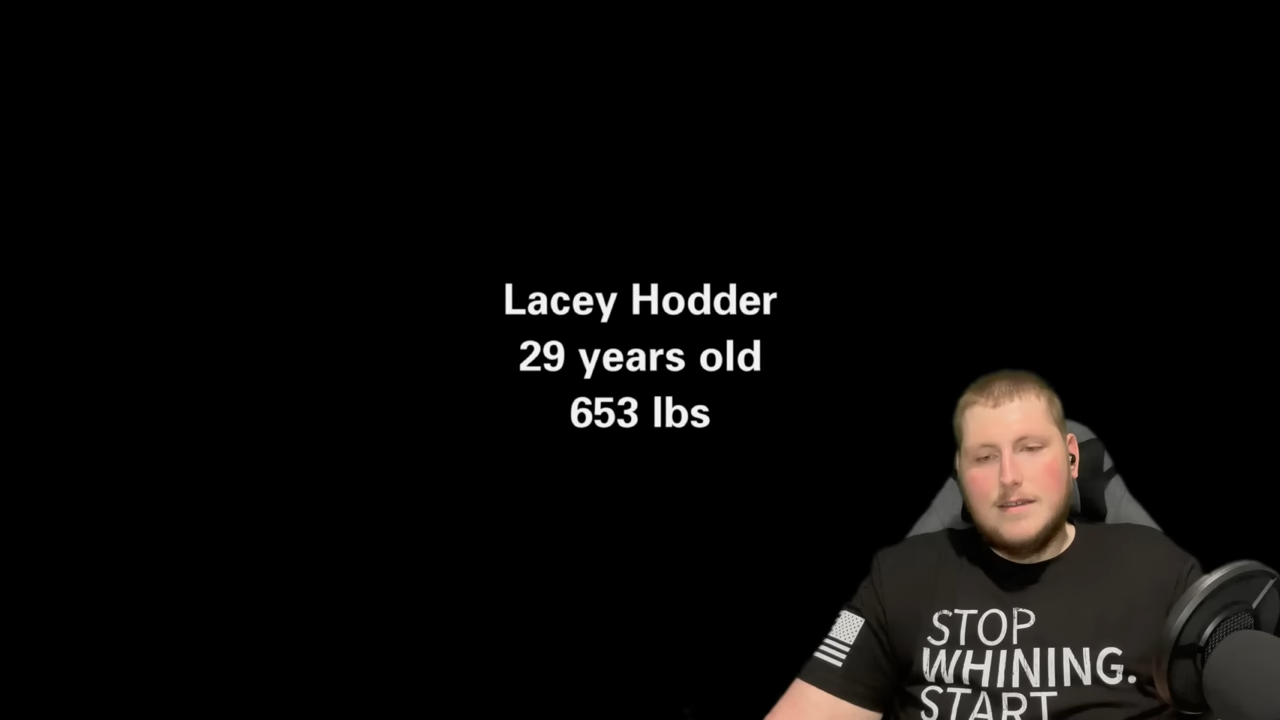 Lacey Hodder
29 years old
653 lbs
STOP
WHINING.
START